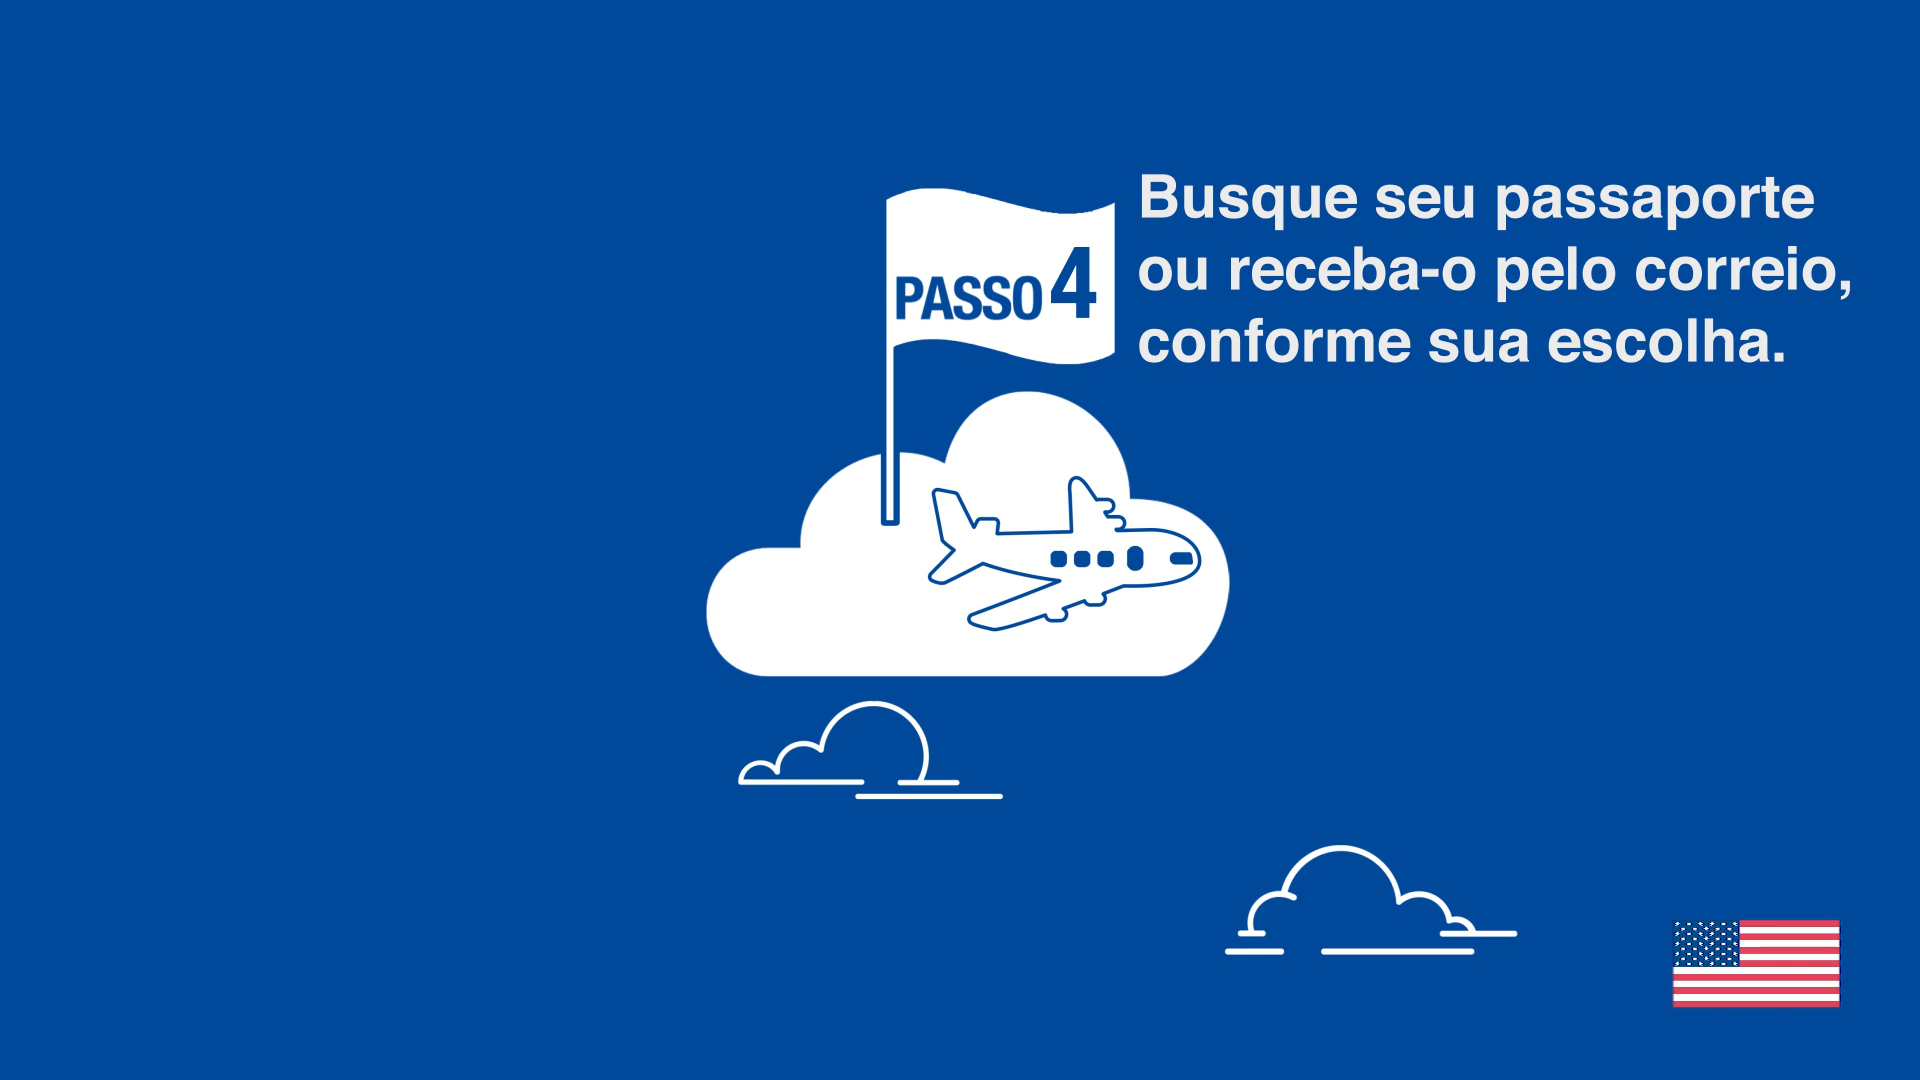 PASSO 4
Busque seu passaporte
ou receba-o pelo correio,
conforme sua escolha.